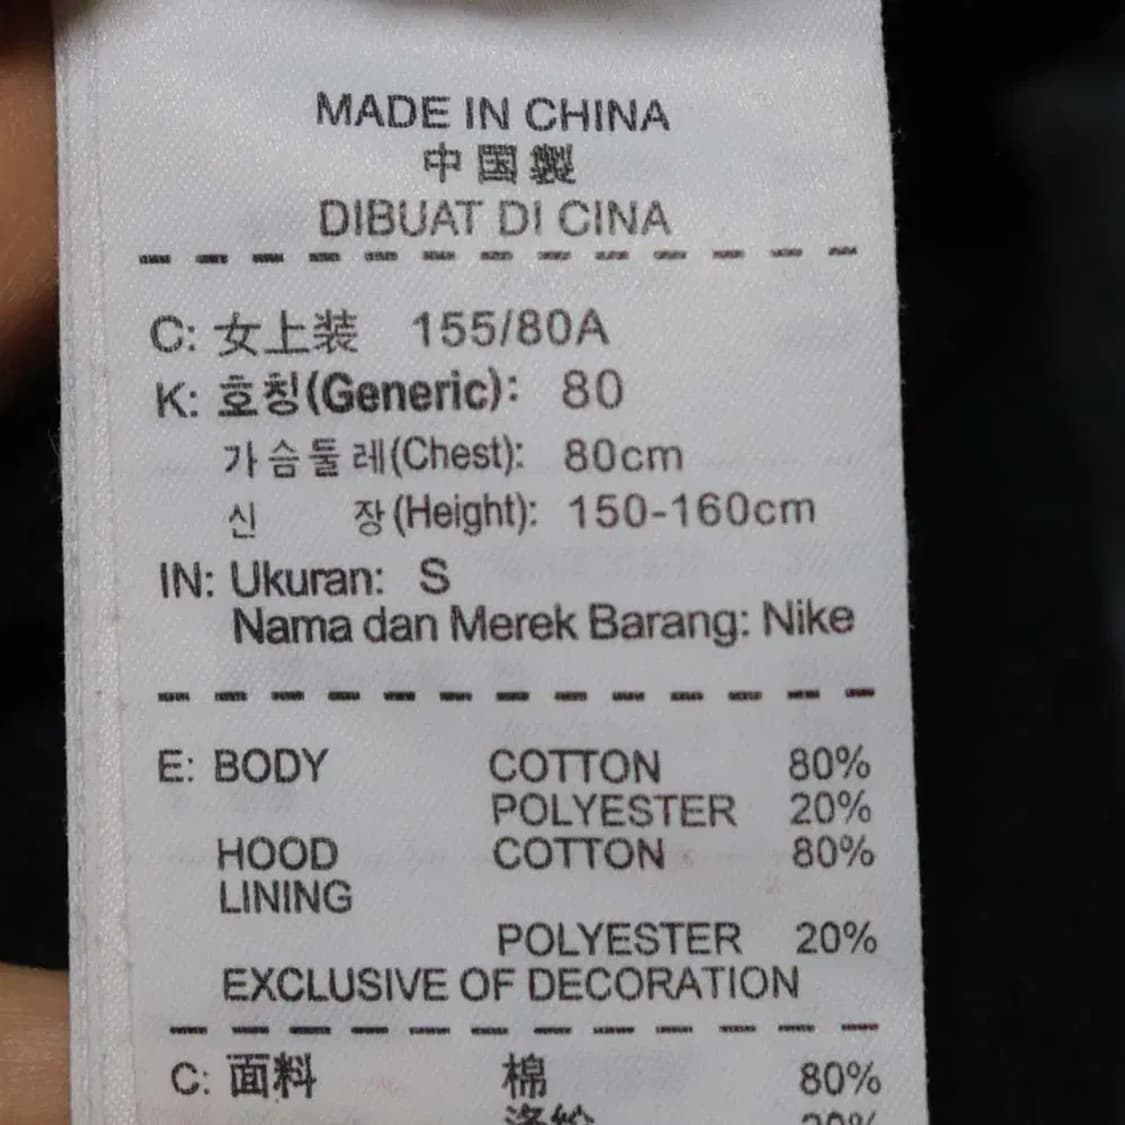 MADE IN CHINA
中国製
DIBUAT DI CINA
C: 女上装 155/80A
K: 호칭(Generic): 80
가슴둘레(Chest): 80cm
신 장(Height): 150-160cm
IN: Ukuran: S
Nama dan Merek Barang: Nike
E: BODY COTTON 80%
POLYESTER 20%
HOOD COTTON 80%
LINING
POLYESTER 20%
EXCLUSIVE OF DECORATION
C: 面料 棉 80%